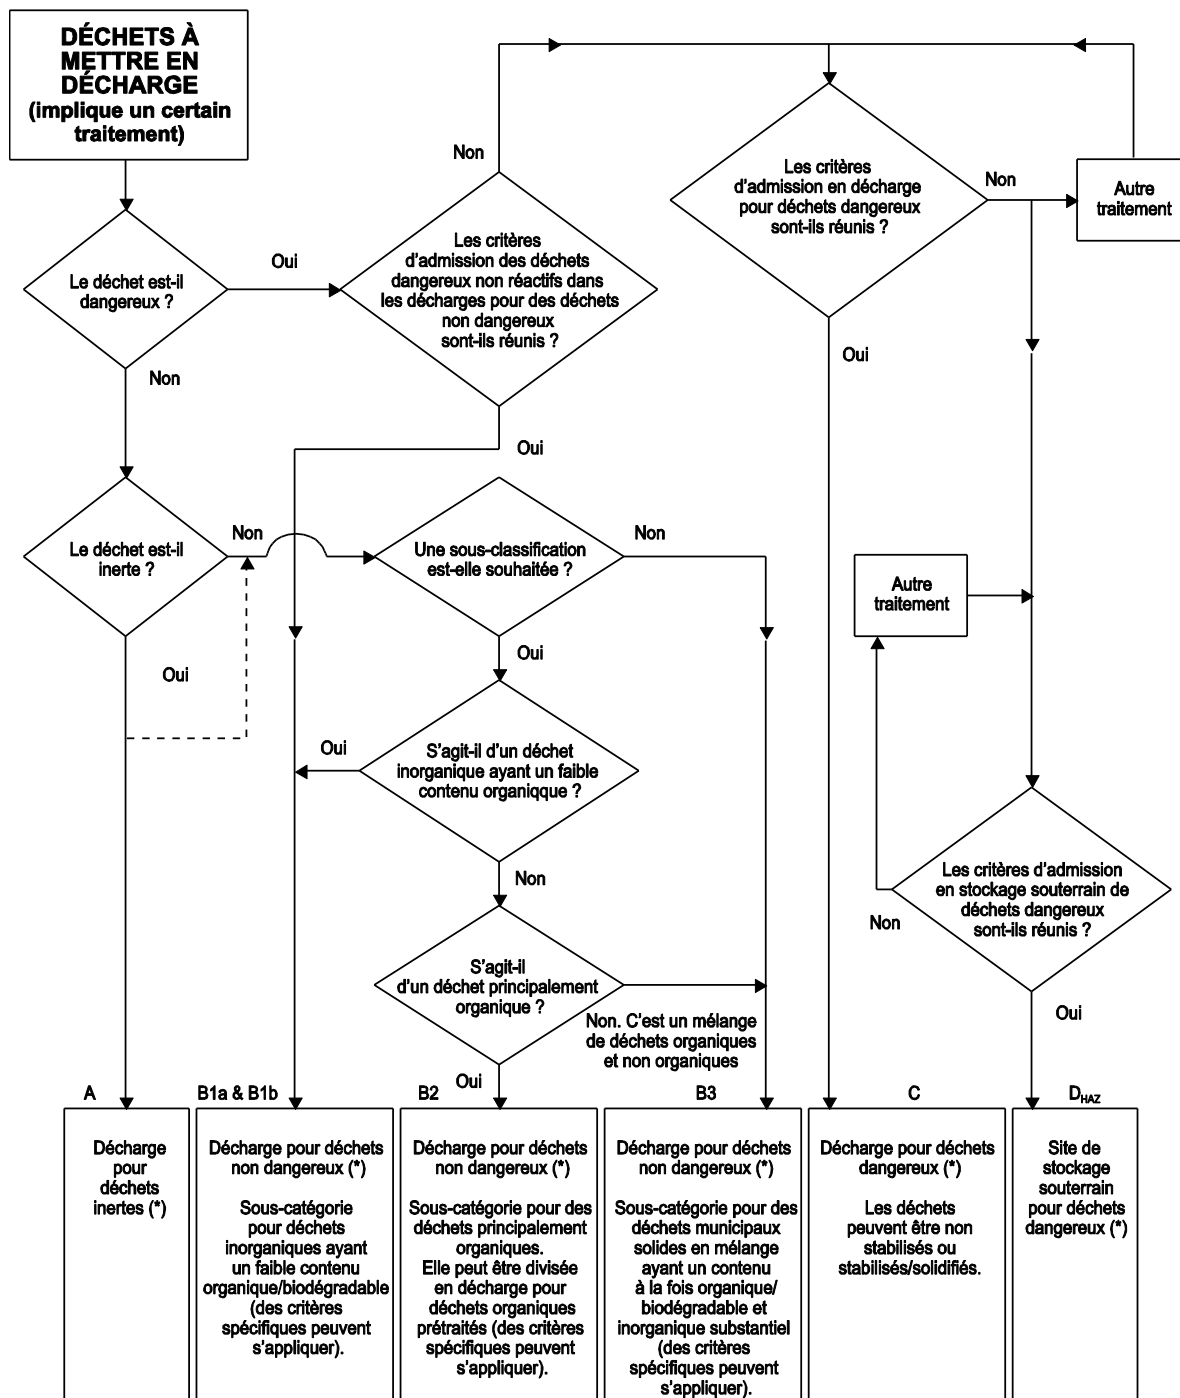 DÉCHETS À
METTRE EN
DÉCHARGE
(implique un certain
traitement)
Non
Les critères
d'admission en décharge
pour déchets dangereux
sont-ils réunis ?
Non
Autre
traitement
Le déchet est-il
dangereux ?
Oui
Les critères
d'admission des déchets
dangereux non réactifs dans
les décharges pour des déchets
non dangereux
sont-ils réunis ?
Oui
Non
Oui
Le déchet est-il
inerte ?
Non
Une sous-classification
est-elle souhaitée ?
Non
Autre
traitement
Oui
Oui
Oui
S'agit-il d'un déchet
inorganique ayant un faible
contenu organiqque ?
Non
Les critères d'admission
en stockage souterrain de
déchets dangereux
sont-ils réunis ?
Non
S'agit-il
d'un déchet principalement
organique ?
Non. C'est un mélange
de déchets organiques
et non organiques
Oui
Oui
A
B1a & B1b
B2
B3
C
DHAZ
Décharge
pour
déchets
inertes (*)
Décharge pour déchets
non dangereux (*)
Sous-catégorie
pour déchets
inorganiques ayant
un faible contenu
organique/biodégradable
(des critères
spécifiques peuvent
s'appliquer).
Décharge pour déchets
non dangereux (*)
Sous-catégorie pour des
déchets principalement
organiques.
Elle peut être divisée
en décharge pour
déchets organiques
prétraités (des critères
spécifiques peuvent
s'appliquer).
Décharge pour déchets
non dangereux (*)
Sous-catégorie pour des
déchets municipaux
solides en mélange
ayant un contenu
à la fois organique/
biodégradable et
inorganique substantiel
(des critères
spécifiques peuvent
s'appliquer).
Décharge pour déchets
dangereux (*)
Les déchets
peuvent être non
stabilisés ou
stabilisés/solidifiés.
Site de
stockage
souterrain
pour déchets
dangereux (*)